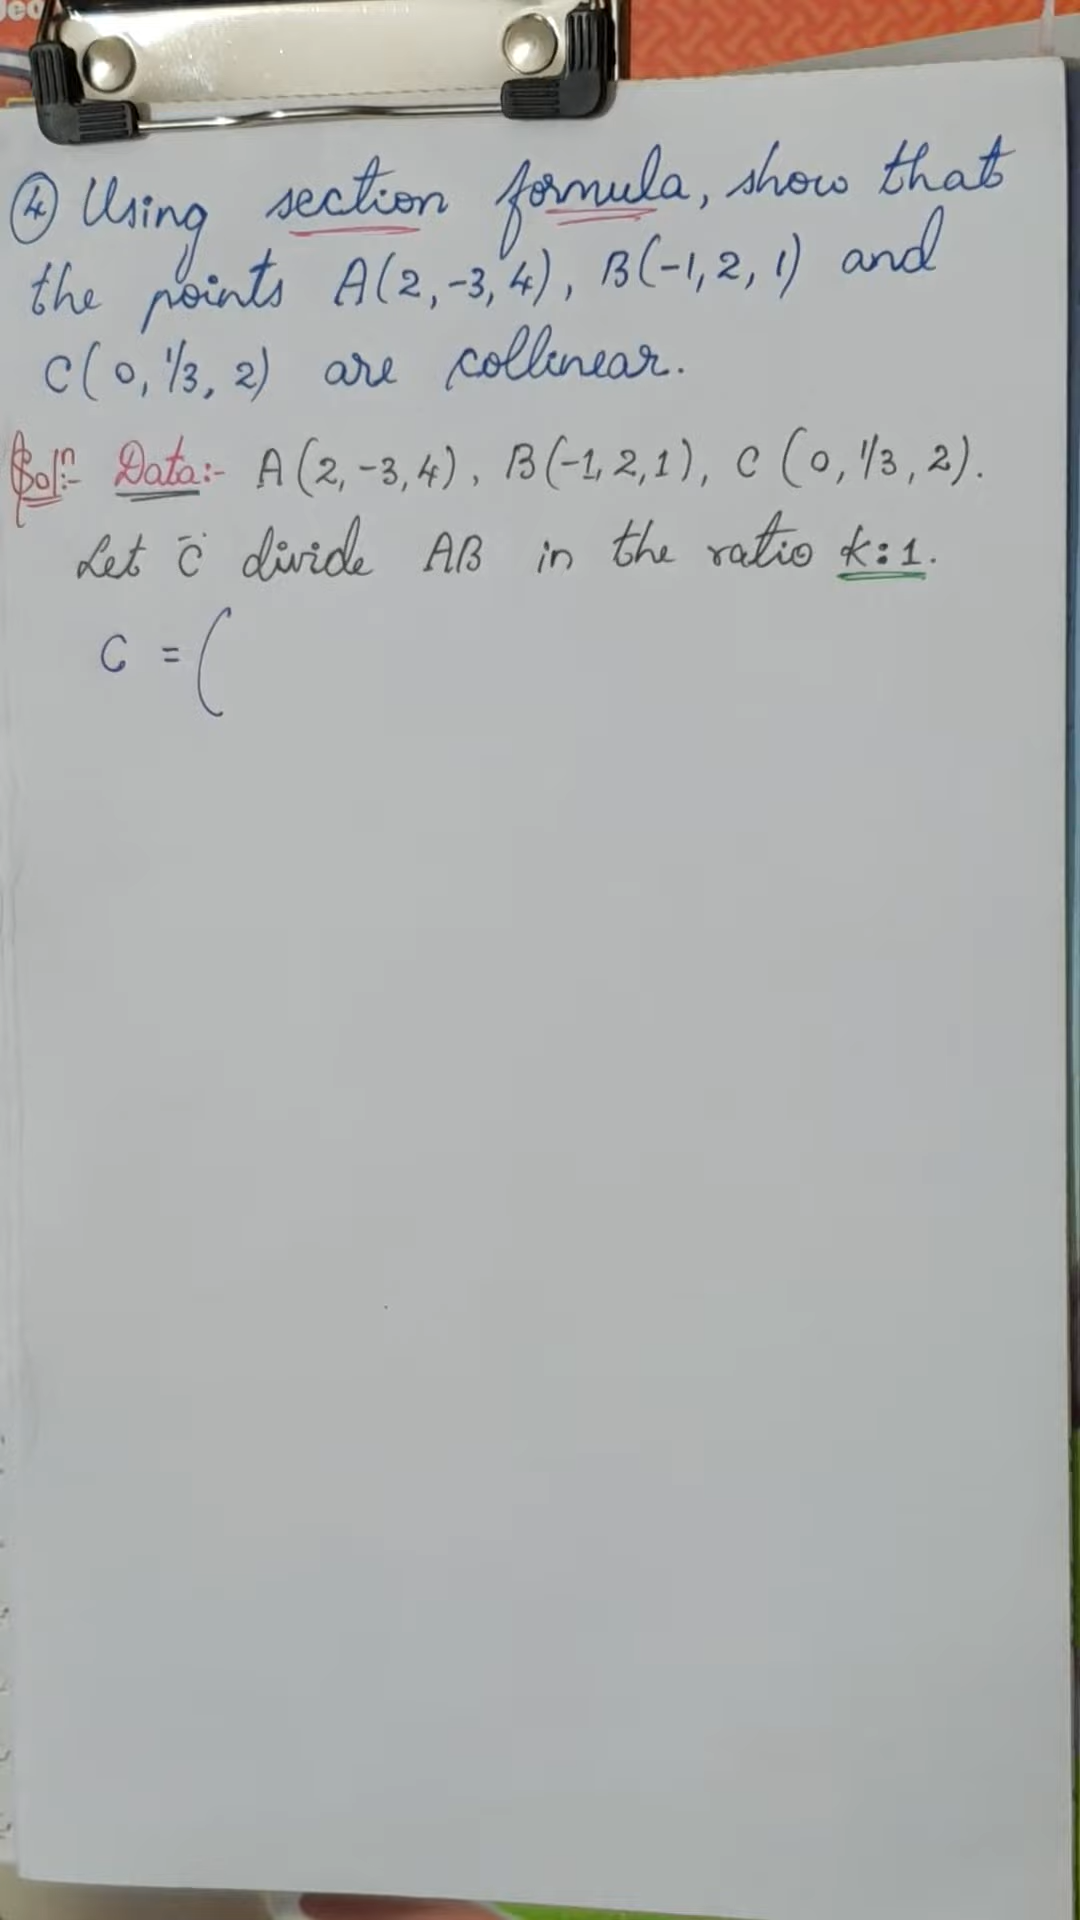 ④ Using section formula, show that
the points A(2,-3,4), B(-1,2,1) and
C(0,1/3,2) are collinear.
Solⁿ:- Data:- A(2,-3,4), B(-1,2,1), C(0,1/3,2).
Let 'C' divide AB in the ratio k:1.
C = (